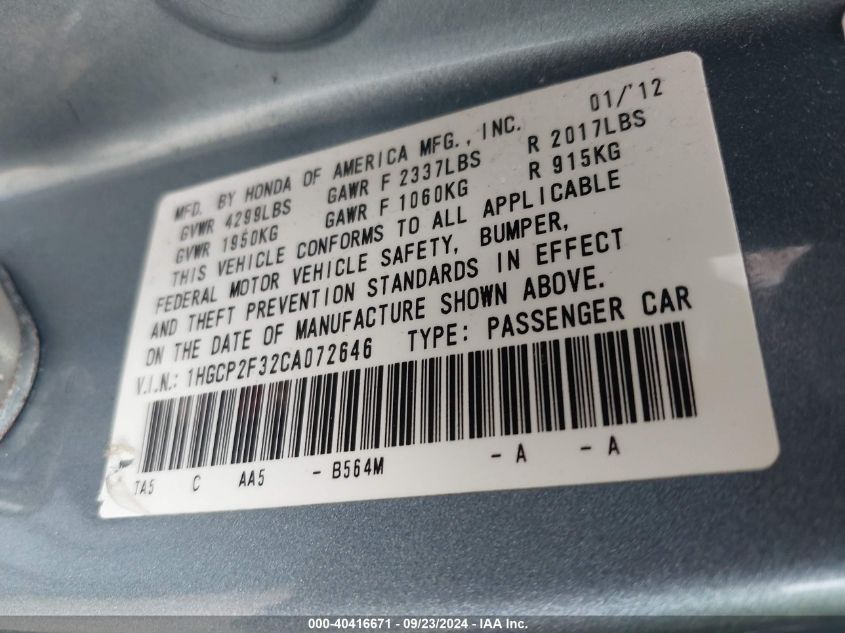 MFD. BY HONDA OF AMERICA MFG., INC. 01/'12
GVWR 4299LBS GAWR F 2337LBS R 2017LBS
GVWR 1950KG GAWR F 1060KG R 915KG
THIS VEHICLE CONFORMS TO ALL APPLICABLE
FEDERAL MOTOR VEHICLE SAFETY, BUMPER,
AND THEFT PREVENTION STANDARDS IN EFFECT
ON THE DATE OF MANUFACTURE SHOWN ABOVE.
V.I.N.: 1HGCP2F32CA072646 TYPE: PASSENGER CAR
TA5 C AA5 - B564M - A - A
000-40416671 - 09/23/2024 - IAA Inc.